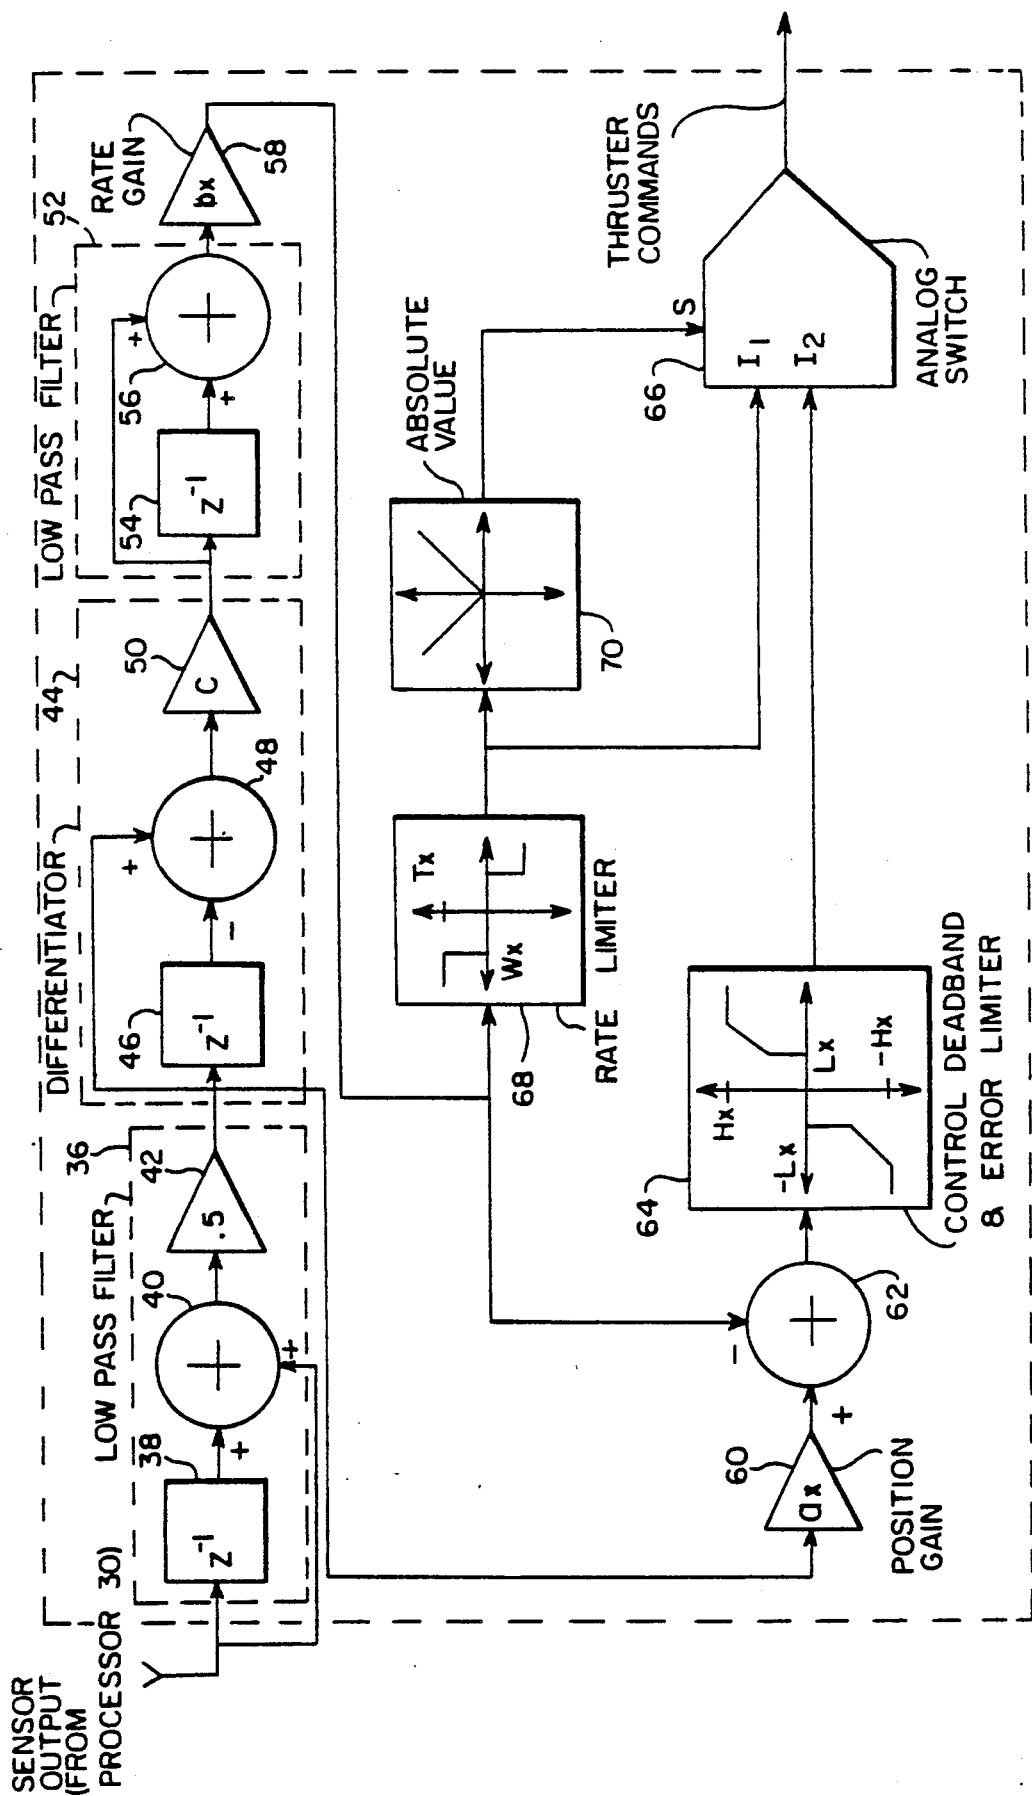 SENSOR
OUTPUT
(FROM
PROCESSOR 30)
LOW PASS FILTER
36
38
Z⁻¹
+
40
+
42
.5
DIFFERENTIATOR
44
46
Z⁻¹
−
+
48
50
C
LOW PASS FILTER
52
54
Z⁻¹
+
56
+
RATE
GAIN
bx
58
Tx
Wx
68
RATE LIMITER
ABSOLUTE
VALUE
70
60
ax
POSITION
GAIN
+
−
62
64
Hx
-Lx
Lx
-Hx
CONTROL DEADBAND
& ERROR LIMITER
66
S
I₁
I₂
ANALOG
SWITCH
THRUSTER
COMMANDS